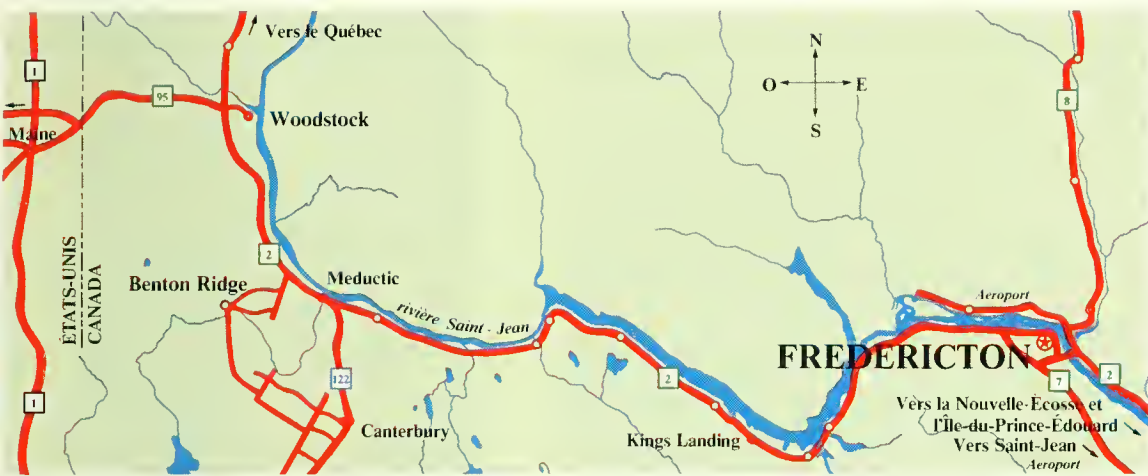 Vers le Québec
N
1
O
E
8
95
S
Woodstock
Maine
ÉTATS-UNIS
CANADA
2
Benton Ridge
Meductic
rivière Saint-Jean
Aeroport
FREDERICTON
122
2
7
2
1
Canterbury
Kings Landing
Vers la Nouvelle-Écosse et
l'Île-du-Prince-Édouard
Vers Saint-Jean
Aeroport